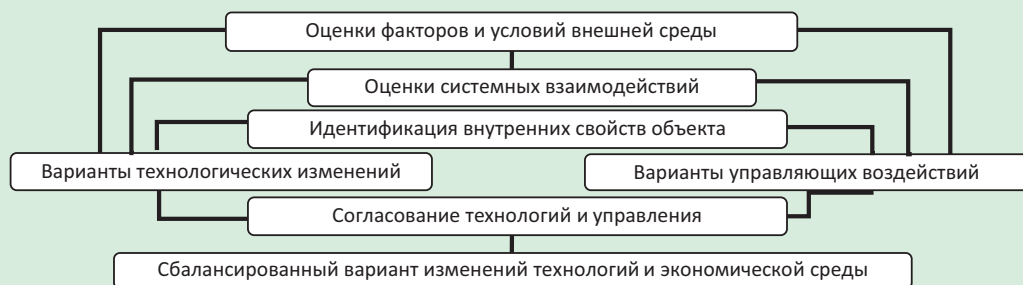 Оценки факторов и условий внешней среды
Оценки системных взаимодействий
Идентификация внутренних свойств объекта
Варианты технологических изменений
Варианты управляющих воздействий
Согласование технологий и управления
Сбалансированный вариант изменений технологий и экономической среды